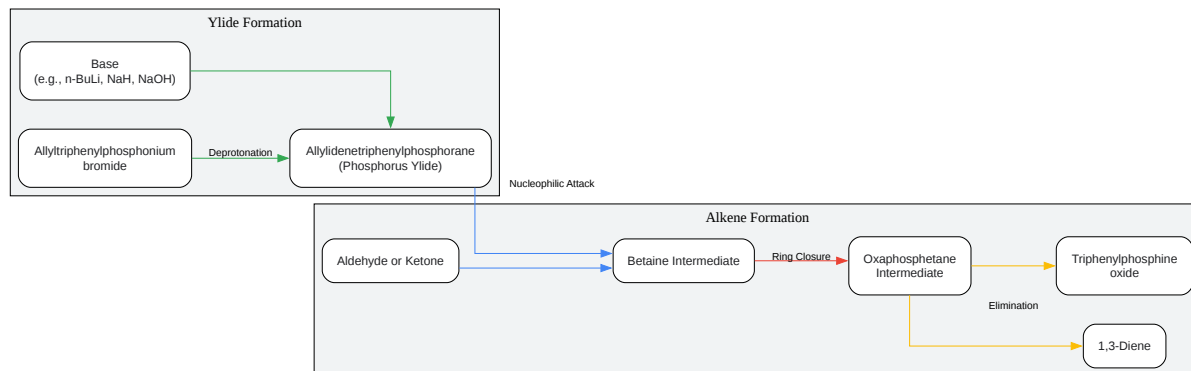 Ylide Formation
Base
(e.g., n-BuLi, NaH, NaOH)
Allyltriphenylphosphonium
bromide
Deprotonation
Allylidenetriphenylphosphorane
(Phosphorus Ylide)
Nucleophilic Attack
Alkene Formation
Aldehyde or Ketone
Betaine Intermediate
Ring Closure
Oxaphosphetane
Intermediate
Triphenylphosphine
oxide
Elimination
1,3-Diene